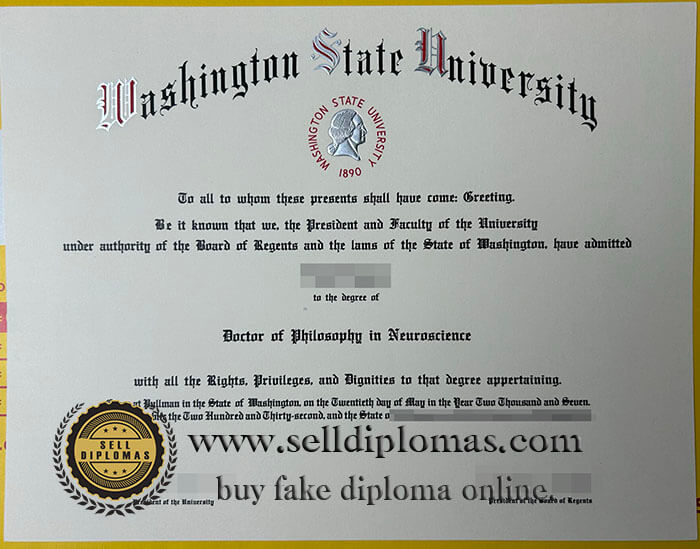 Washington State University
WASHINGTON STATE UNIVERSITY
1890
To all to whom these presents shall have come: Greeting.
Be it known that we, the President and Faculty of the University
under authority of the Board of Regents and the lams of the State of Washington, have admitted
to the degree of
Doctor of Philosophy in Neuroscience
with all the Rights, Privileges, and Dignities to that degree appertaining.
at Pullman in the State of Washington, on the Twentieth day of May in the Year Two Thousand and Seven.
the Two Hundred and Thirty-second, and the State o
SELL
DIPLOMAS
www.selldiplomas.com
buy fake diploma online.
President of the University
President of the Board of Regents